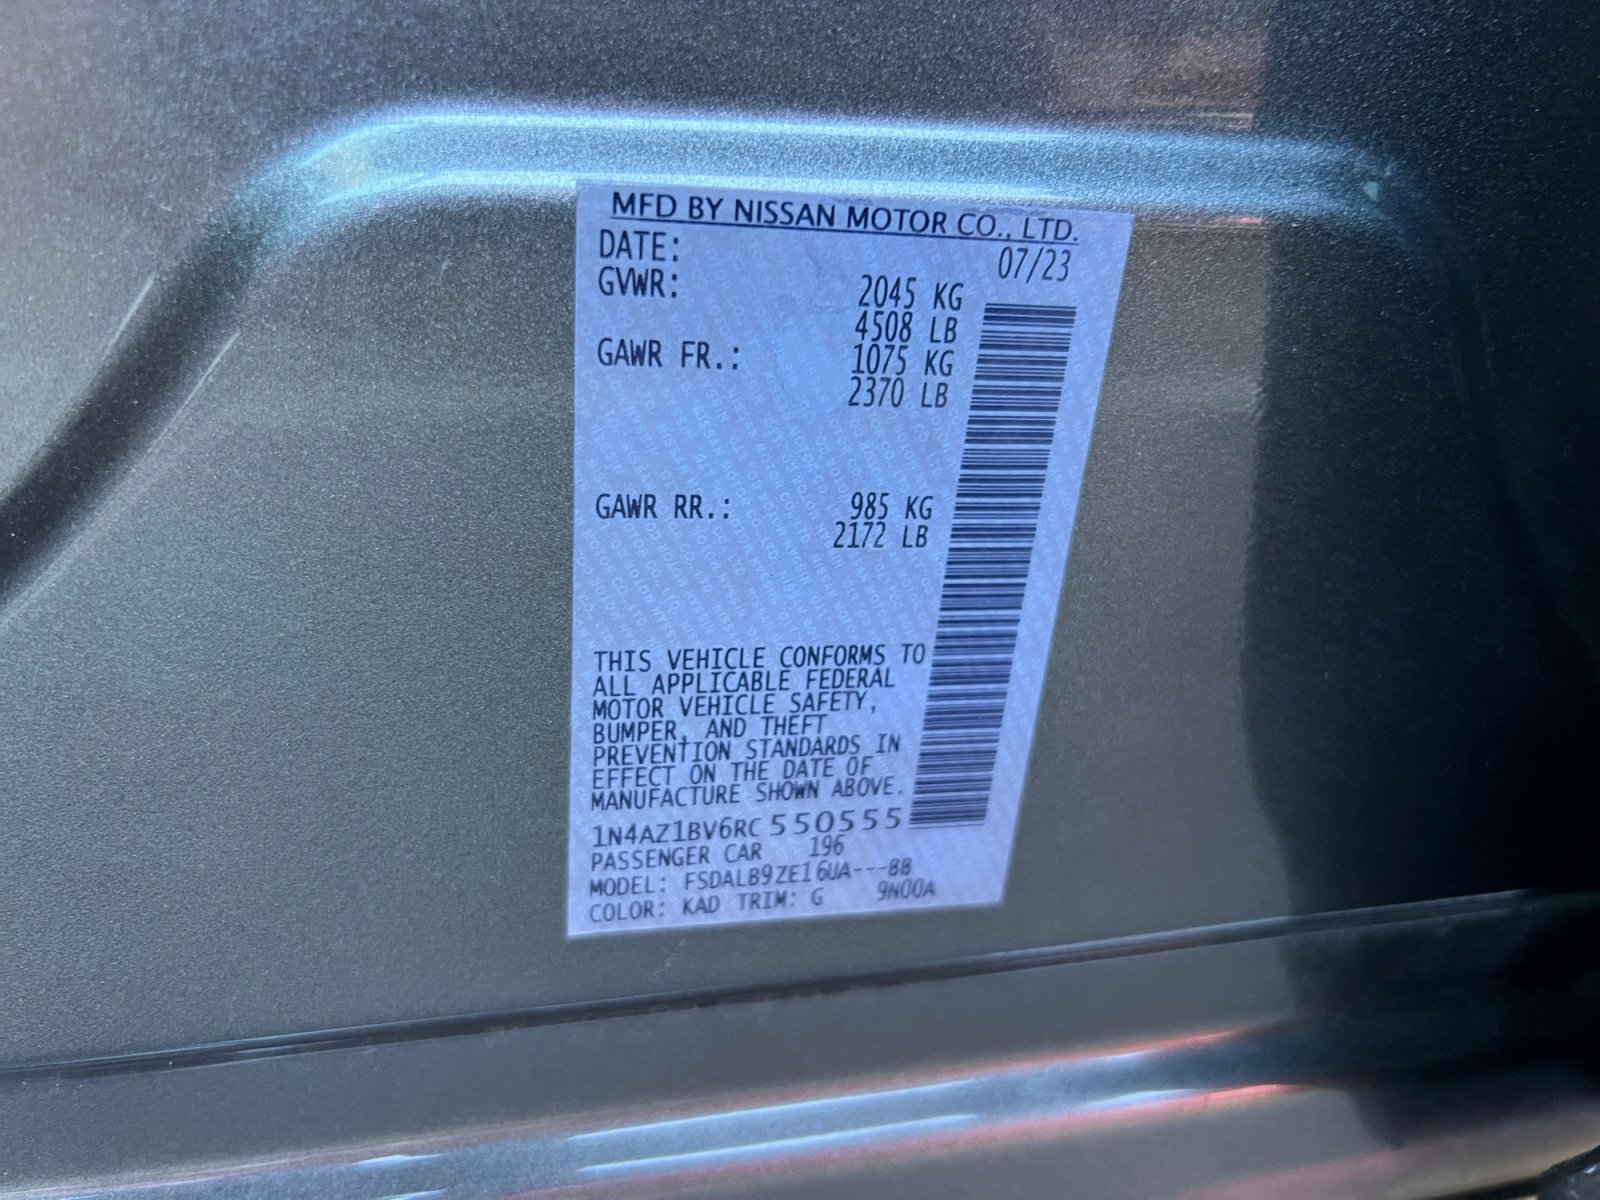 MFD BY NISSAN MOTOR CO., LTD.
DATE: 07/23
GVWR: 2045 KG
4508 LB
GAWR FR.: 1075 KG
2370 LB
GAWR RR.: 985 KG
2172 LB
THIS VEHICLE CONFORMS TO
ALL APPLICABLE FEDERAL
MOTOR VEHICLE SAFETY,
BUMPER, AND THEFT
PREVENTION STANDARDS IN
EFFECT ON THE DATE OF
MANUFACTURE SHOWN ABOVE.
1N4AZ1BV6RC550555
PASSENGER CAR 196
MODEL: FSDALB9ZE16UA---BB
COLOR: KAD TRIM: G 9N00A